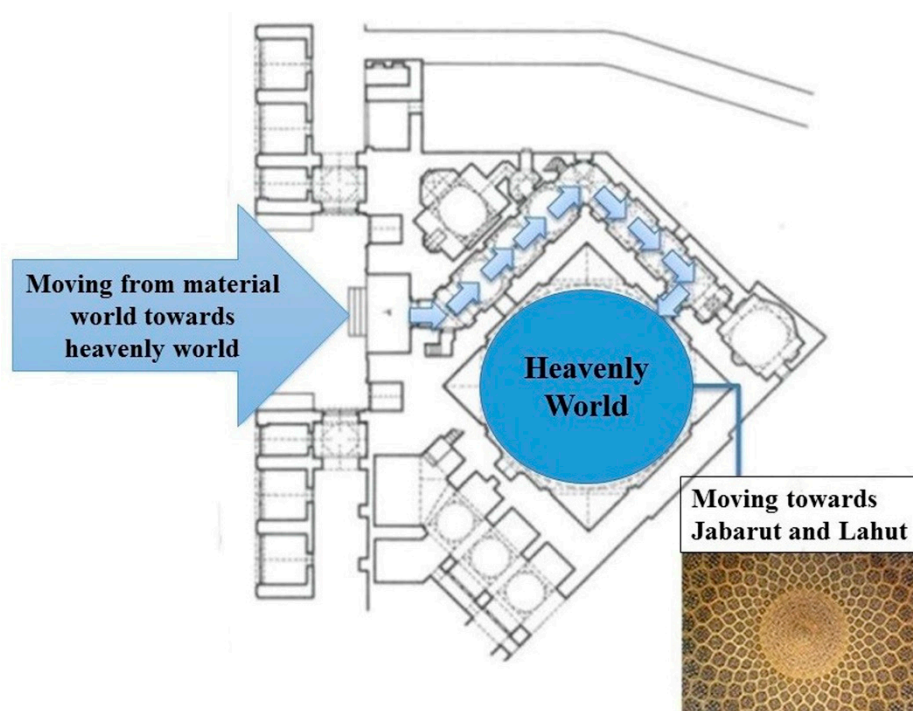 Moving from material
world towards
heavenly world
Heavenly
World
Moving towards
Jabarut and Lahut